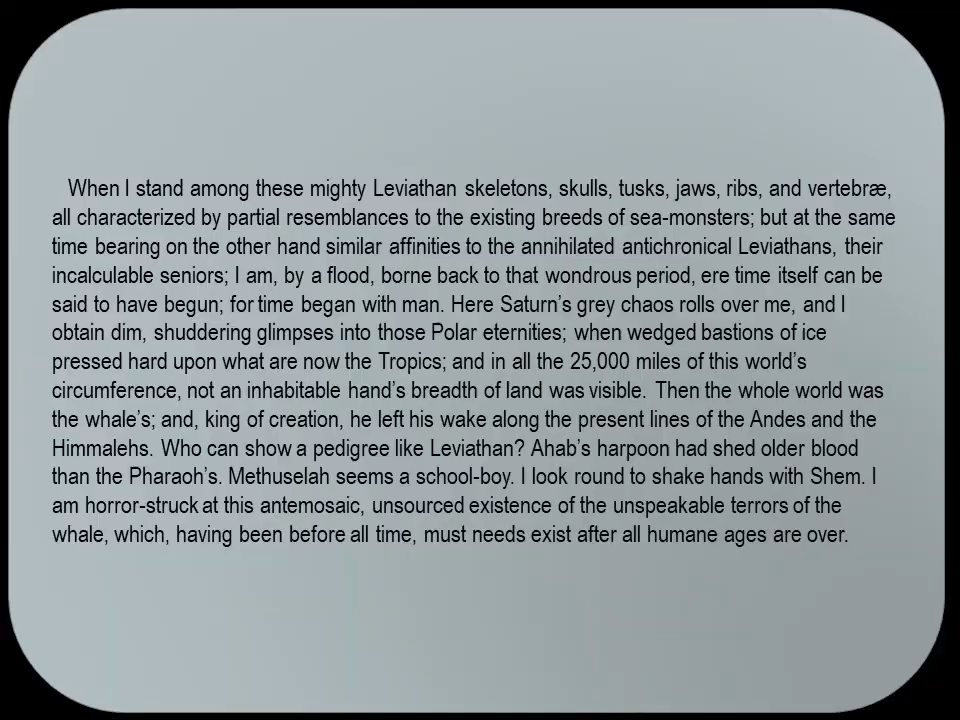 When I stand among these mighty Leviathan skeletons, skulls, tusks, jaws, ribs, and vertebræ,
all characterized by partial resemblances to the existing breeds of sea-monsters; but at the same
time bearing on the other hand similar affinities to the annihilated antichronical Leviathans, their
incalculable seniors; I am, by a flood, borne back to that wondrous period, ere time itself can be
said to have begun; for time began with man. Here Saturn’s grey chaos rolls over me, and I
obtain dim, shuddering glimpses into those Polar eternities; when wedged bastions of ice
pressed hard upon what are now the Tropics; and in all the 25,000 miles of this world’s
circumference, not an inhabitable hand’s breadth of land was visible. Then the whole world was
the whale’s; and, king of creation, he left his wake along the present lines of the Andes and the
Himmalehs. Who can show a pedigree like Leviathan? Ahab’s harpoon had shed older blood
than the Pharaoh’s. Methuselah seems a school-boy. I look round to shake hands with Shem. I
am horror-struck at this antemosaic, unsourced existence of the unspeakable terrors of the
whale, which, having been before all time, must needs exist after all humane ages are over.